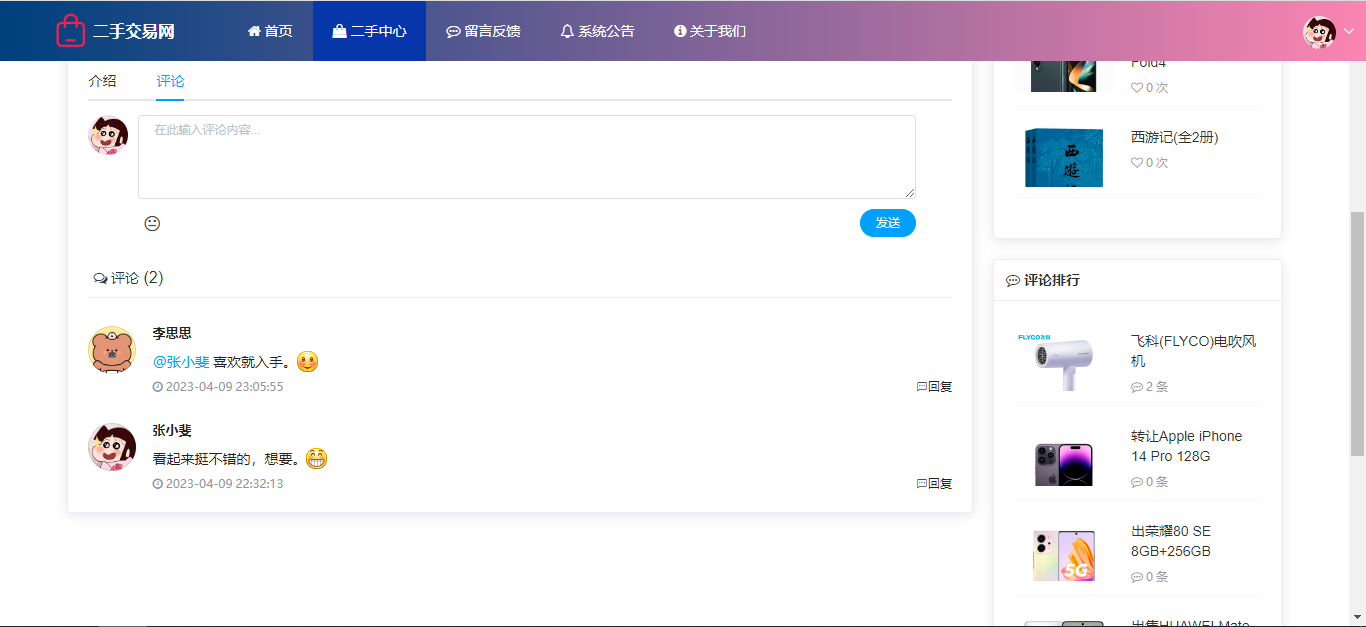 二手交易网
首页
二手中心
留言反馈
系统公告
关于我们
介绍
评论
在此输入评论内容...
发送
评论 (2)
李思思
@张小斐 喜欢就入手。
2023-04-09 23:05:55
回复
张小斐
看起来挺不错的，想要。
2023-04-09 22:32:13
回复
Fold4
0 次
西游记(全2册)
0 次
评论排行
飞科(FLYCO)电吹风
机
2 条
转让Apple iPhone
14 Pro 128G
0 条
出荣耀80 SE
8GB+256GB
0 条
出售HUAWEI Mate